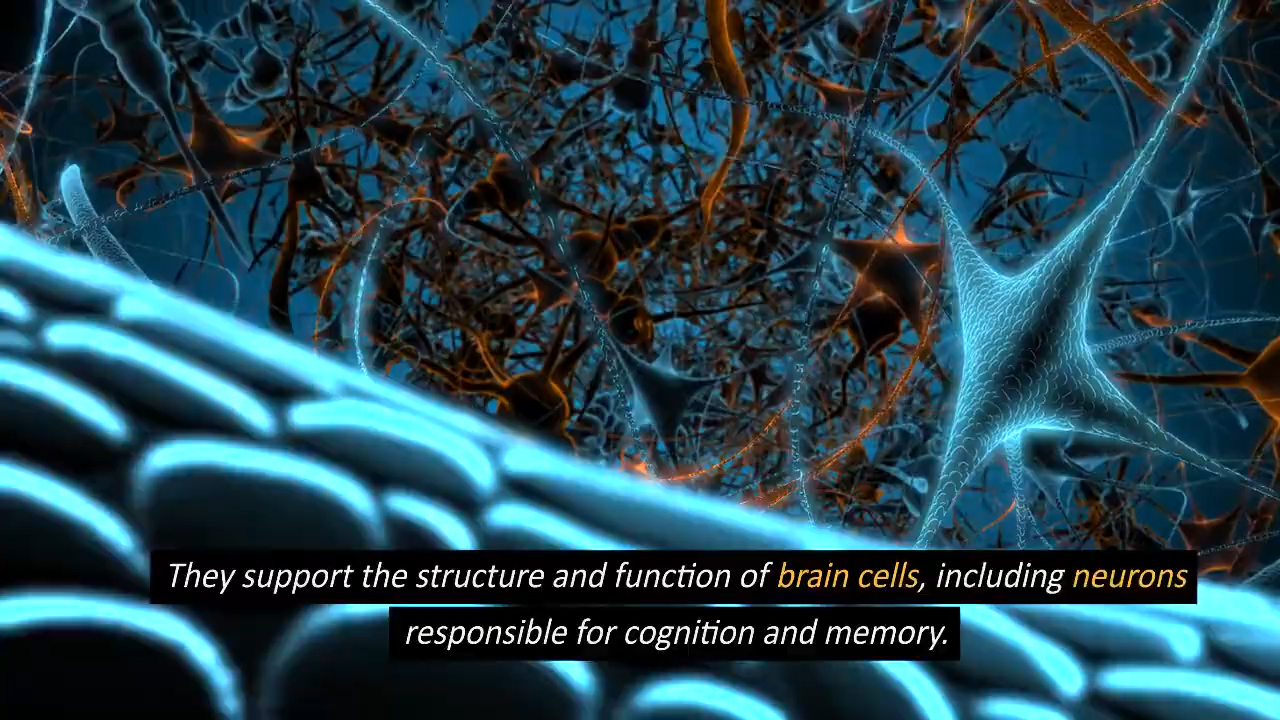 They support the structure and function of brain cells, including neurons
responsible for cognition and memory.